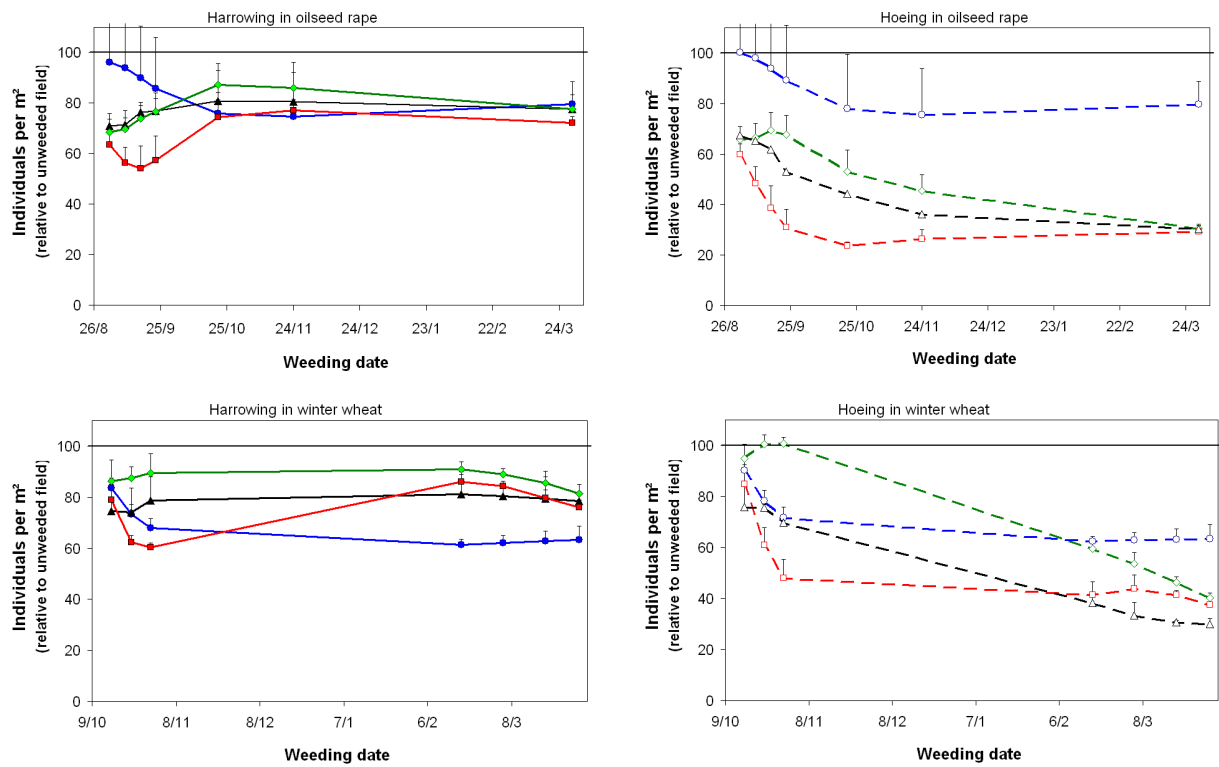 Harrowing in oilseed rape
Individuals per m²
(relative to unweeded field)
100
80
60
40
20
0
26/8 25/9 25/10 24/11 24/12 23/1 22/2 24/3
Weeding date
Hoeing in oilseed rape
Individuals per m²
(relative to unweeded field)
100
80
60
40
20
0
26/8 25/9 25/10 24/11 24/12 23/1 22/2 24/3
Weeding date
Harrowing in winter wheat
Individuals per m²
(relative to unweeded field)
100
80
60
40
20
0
9/10 8/11 8/12 7/1 6/2 8/3
Weeding date
Hoeing in winter wheat
Individuals per m²
(relative to unweeded field)
100
80
60
40
20
0
9/10 8/11 8/12 7/1 6/2 8/3
Weeding date